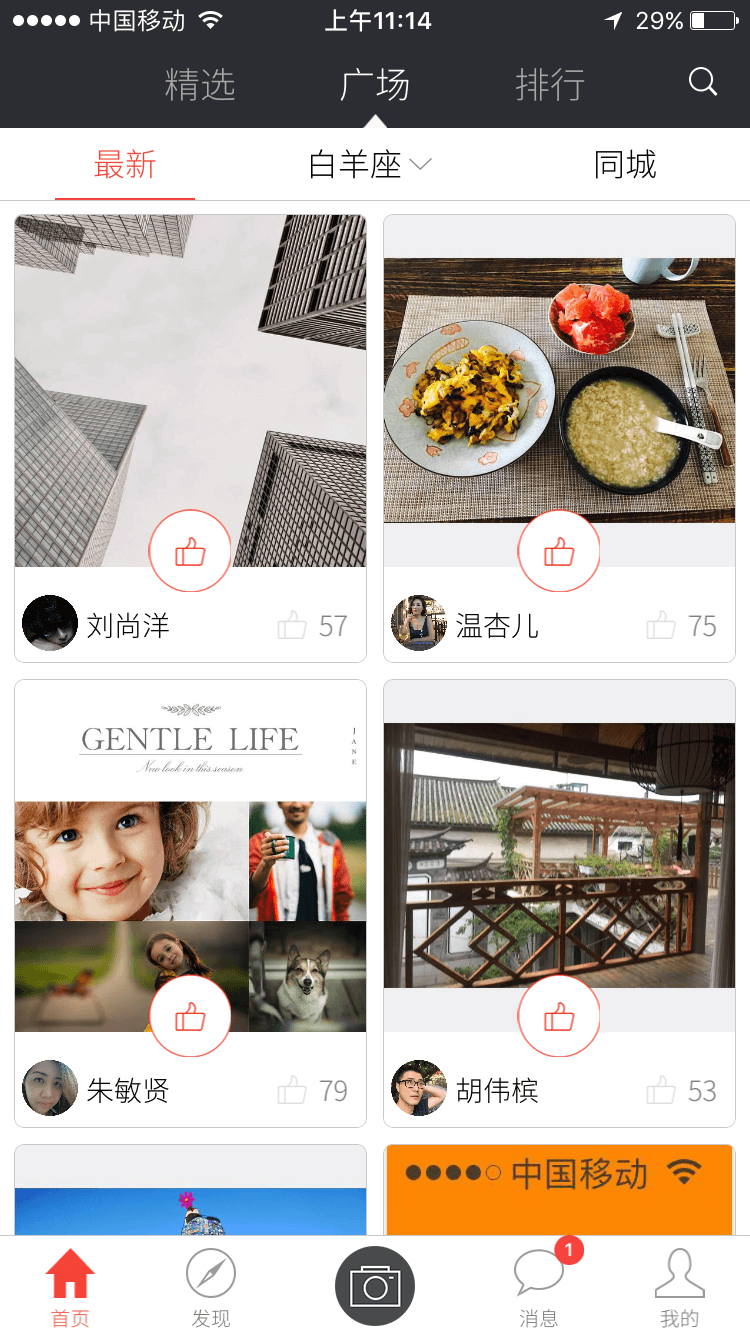 中国移动 上午11:14 29%
精选 广场 排行
最新 白羊座 同城
刘尚洋 57
温杏儿 75
GENTLE LIFE
New look in this season
JANE
朱敏贤 79
胡伟槟 53
中国移动
1
首页 发现 消息 我的